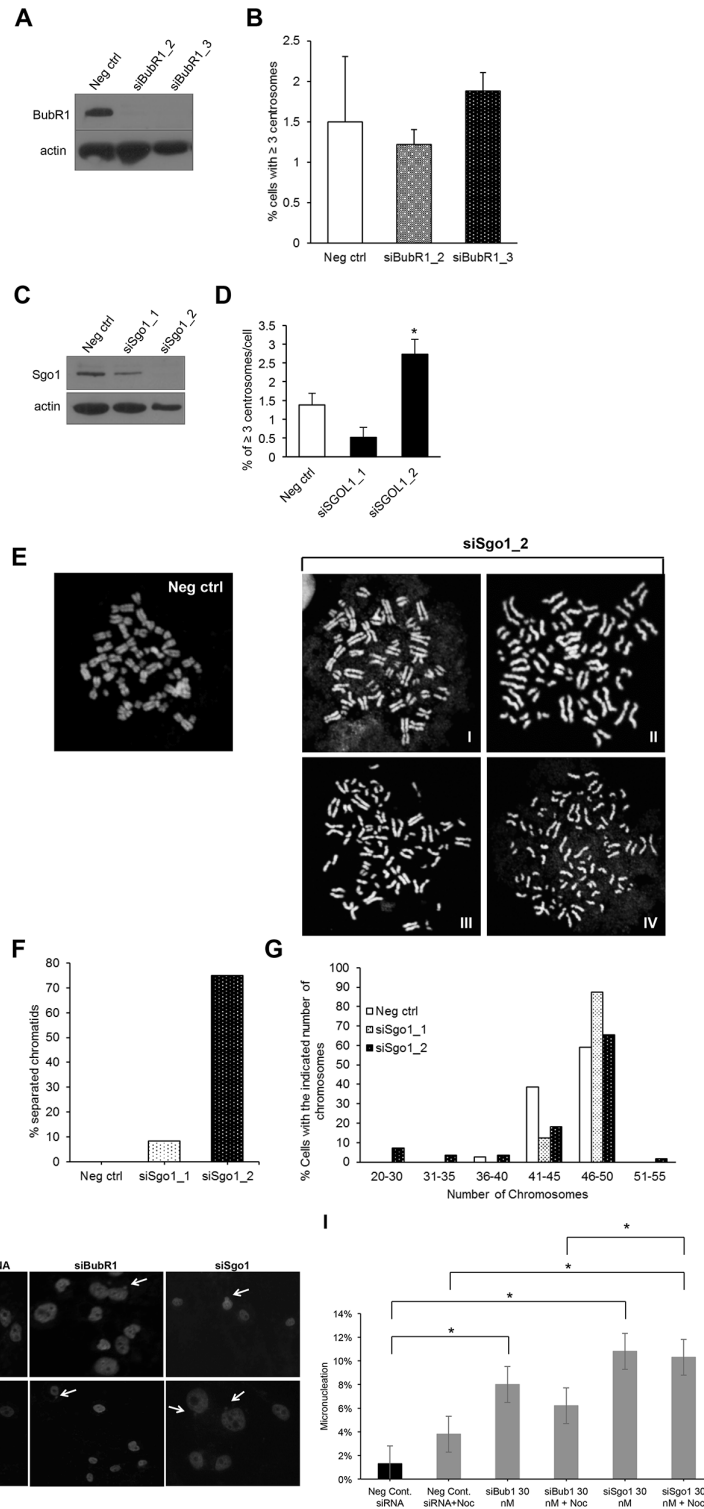 A
Neg ctrl
siBubR1_2
siBubR1_3
BubR1
actin
B
% cells with ≥ 3 centrosomes
2.5
2
1.5
1
0.5
0
Neg ctrl siBubR1_2 siBubR1_3
C
Neg ctrl
siSgo1_1
siSgo1_2
Sgo1
actin
D
% of ≥ 3 centrosomes/cell
3.5
3
2.5
2
1.5
1
0.5
0
*
Neg ctrl
siSGOL1_1
siSGOL1_2
E
Neg ctrl
siSgo1_2
I
II
III
IV
F
% separated chromatids
80
70
60
50
40
30
20
10
0
Neg ctrl siSgo1_1 siSgo1_2
G
% Cells with the indicated number of
chromosomes
100
90
80
70
60
50
40
30
20
10
0
Neg ctrl
siSgo1_1
siSgo1_2
20-30 31-35 36-40 41-45 46-50 51-55
Number of Chromosomes
NA
siBubR1
siSgo1
I
*
*
*
*
Micronucleation
14%
12%
10%
8%
6%
4%
2%
0%
Neg Cont.
siRNA
Neg Cont.
siRNA+Noc
siBub1 30
nM
siBub1 30
nM + Noc
siSgo1 30
nM
siSgo1 30
nM + Noc